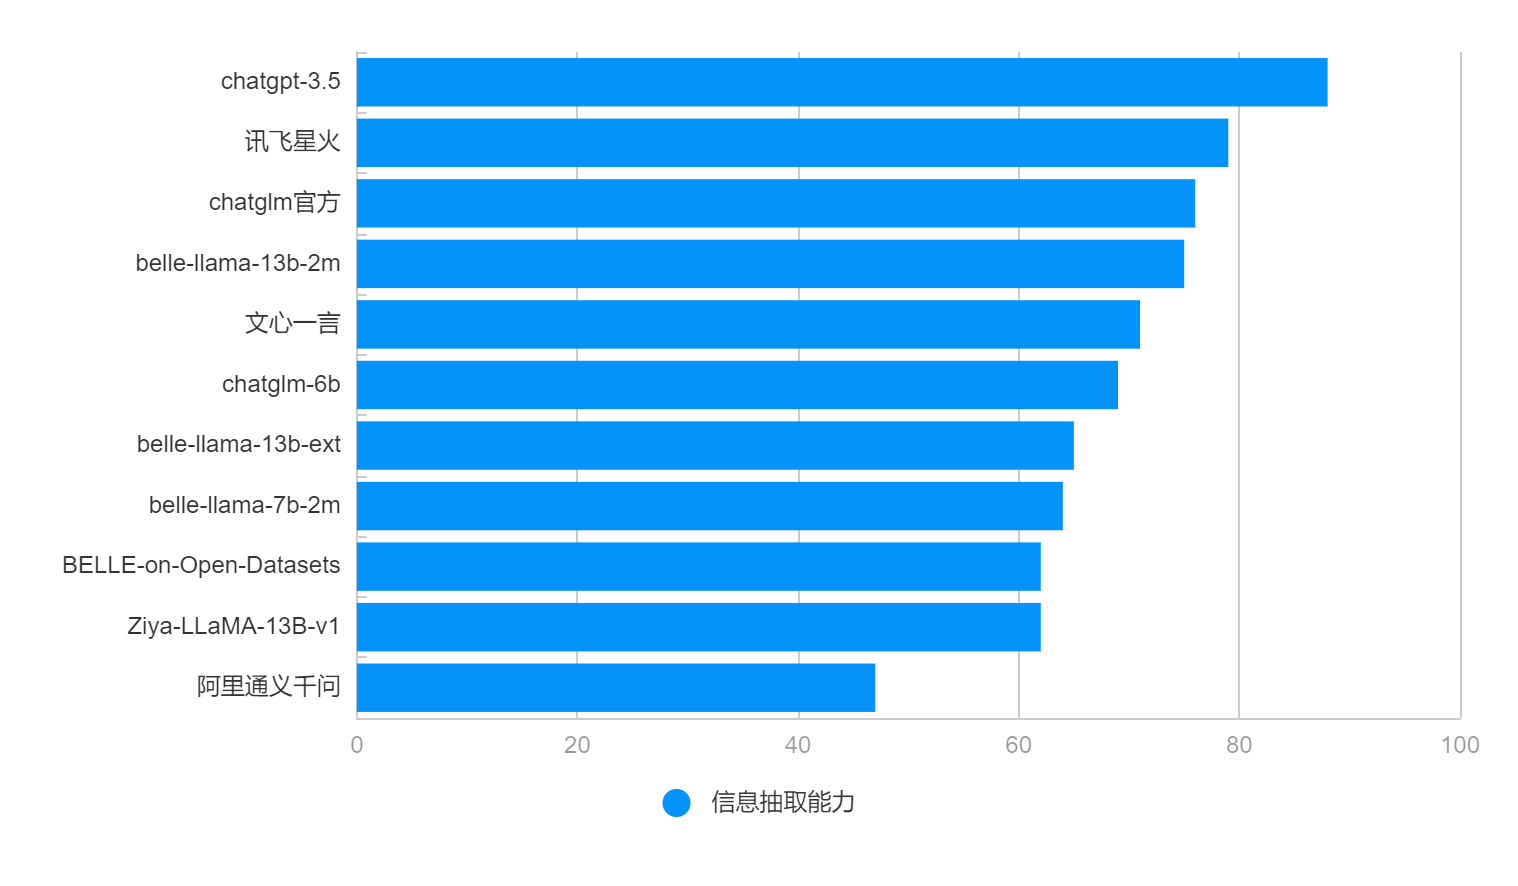 chatgpt-3.5
讯飞星火
chatglm官方
belle-llama-13b-2m
文心一言
chatglm-6b
belle-llama-13b-ext
belle-llama-7b-2m
BELLE-on-Open-Datasets
Ziya-LLaMA-13B-v1
阿里通义千问
0 20 40 60 80 100
信息抽取能力